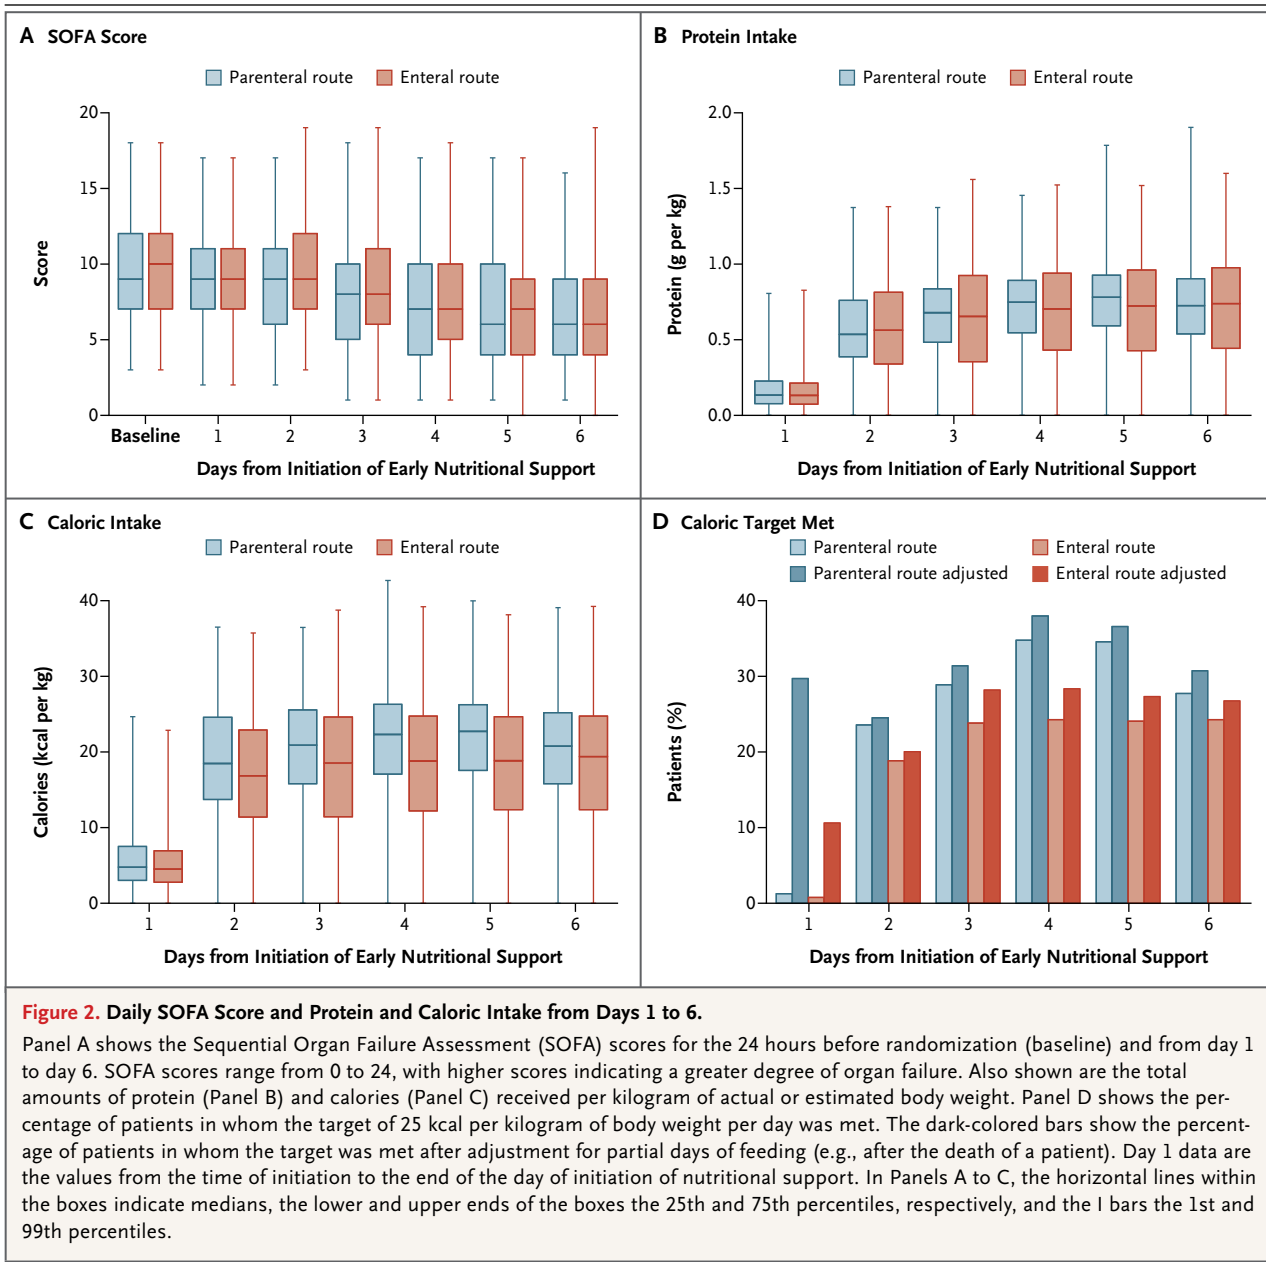 A SOFA Score
Parenteral route
Enteral route
20
15
10
5
0
Score
Baseline 1 2 3 4 5 6
Days from Initiation of Early Nutritional Support
B Protein Intake
Parenteral route
Enteral route
2.0
1.5
1.0
0.5
0.0
Protein (g per kg)
1 2 3 4 5 6
Days from Initiation of Early Nutritional Support
C Caloric Intake
Parenteral route
Enteral route
40
30
20
10
0
Calories (kcal per kg)
1 2 3 4 5 6
Days from Initiation of Early Nutritional Support
D Caloric Target Met
Parenteral route
Enteral route
Parenteral route adjusted
Enteral route adjusted
40
30
20
10
0
Patients (%)
1 2 3 4 5 6
Days from Initiation of Early Nutritional Support
Figure 2. Daily SOFA Score and Protein and Caloric Intake from Days 1 to 6.
Panel A shows the Sequential Organ Failure Assessment (SOFA) scores for the 24 hours before randomization (baseline) and from day 1
to day 6. SOFA scores range from 0 to 24, with higher scores indicating a greater degree of organ failure. Also shown are the total
amounts of protein (Panel B) and calories (Panel C) received per kilogram of actual or estimated body weight. Panel D shows the per-
centage of patients in whom the target of 25 kcal per kilogram of body weight per day was met. The dark-colored bars show the percent-
age of patients in whom the target was met after adjustment for partial days of feeding (e.g., after the death of a patient). Day 1 data are
the values from the time of initiation to the end of the day of initiation of nutritional support. In Panels A to C, the horizontal lines within
the boxes indicate medians, the lower and upper ends of the boxes the 25th and 75th percentiles, respectively, and the I bars the 1st and
99th percentiles.